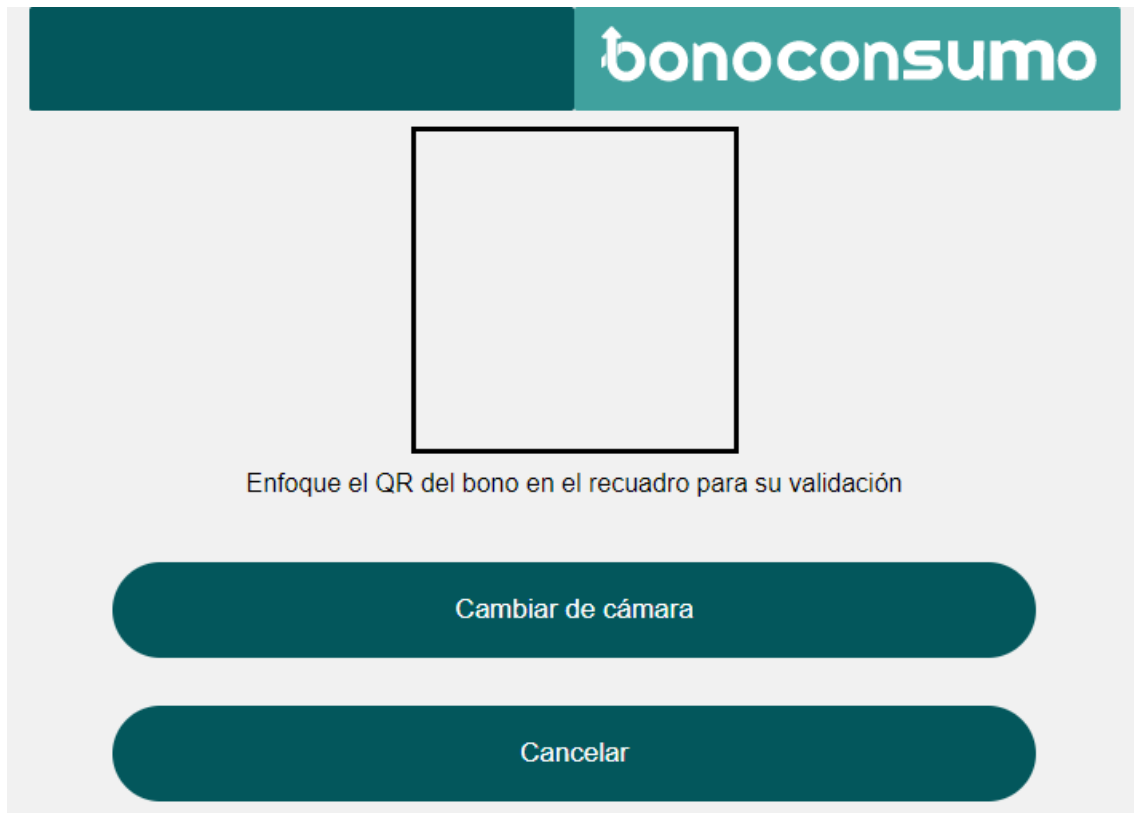 bonoconsumo
Enfoque el QR del bono en el recuadro para su validación
Cambiar de cámara
Cancelar